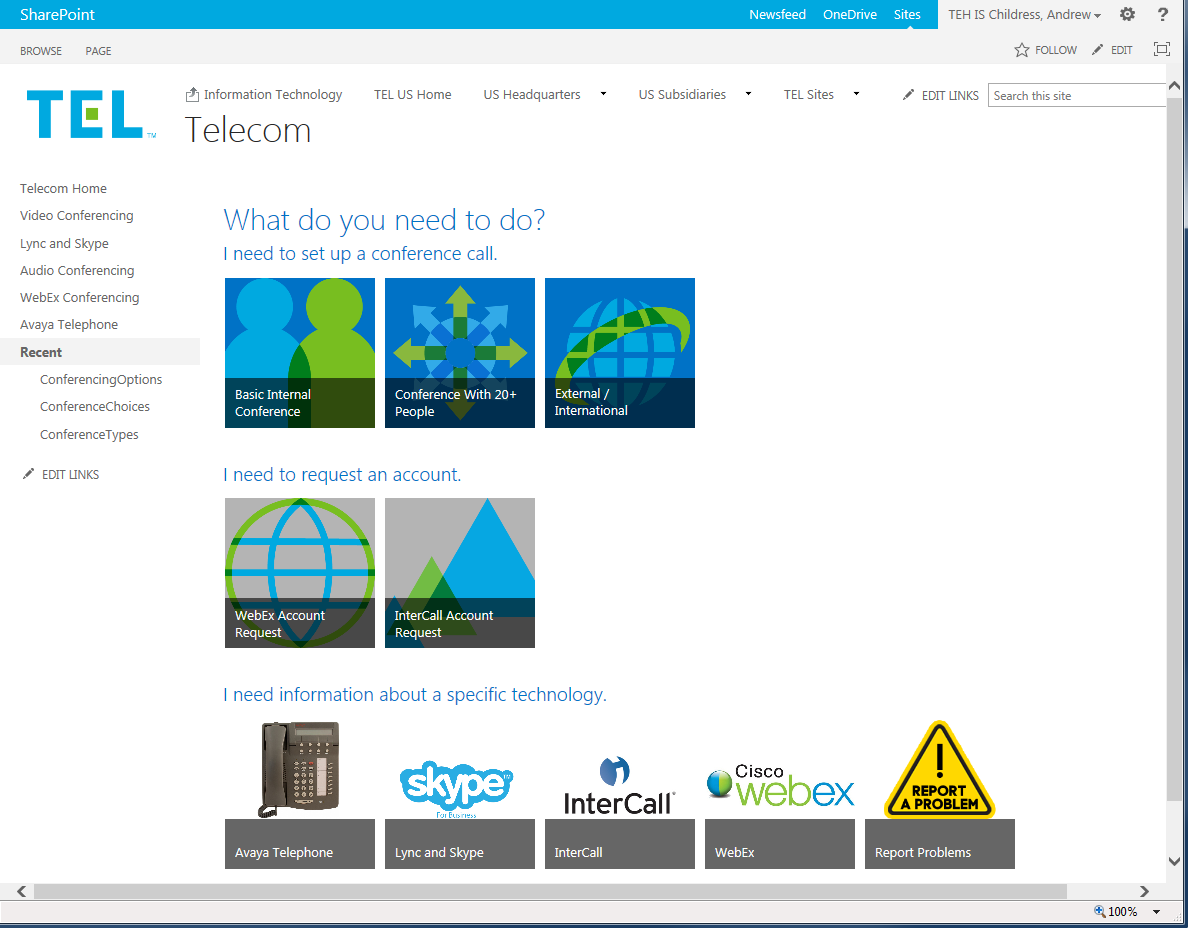 SharePoint
Newsfeed OneDrive Sites TEH IS Childress, Andrew ?
BROWSE PAGE
FOLLOW EDIT
TEL™
Information Technology TEL US Home US Headquarters US Subsidiaries TEL Sites EDIT LINKS Search this site
Telecom
Telecom Home
Video Conferencing
Lync and Skype
Audio Conferencing
WebEx Conferencing
Avaya Telephone
Recent
ConferencingOptions
ConferenceChoices
ConferenceTypes
EDIT LINKS
What do you need to do?
I need to set up a conference call.
Basic Internal
Conference
Conference With 20+
People
External /
International
I need to request an account.
WebEx Account
Request
InterCall Account
Request
I need information about a specific technology.
skype™
For Business
InterCall®
Cisco
webex
!
REPORT
A PROBLEM
Avaya Telephone
Lync and Skype
InterCall
WebEx
Report Problems
100%